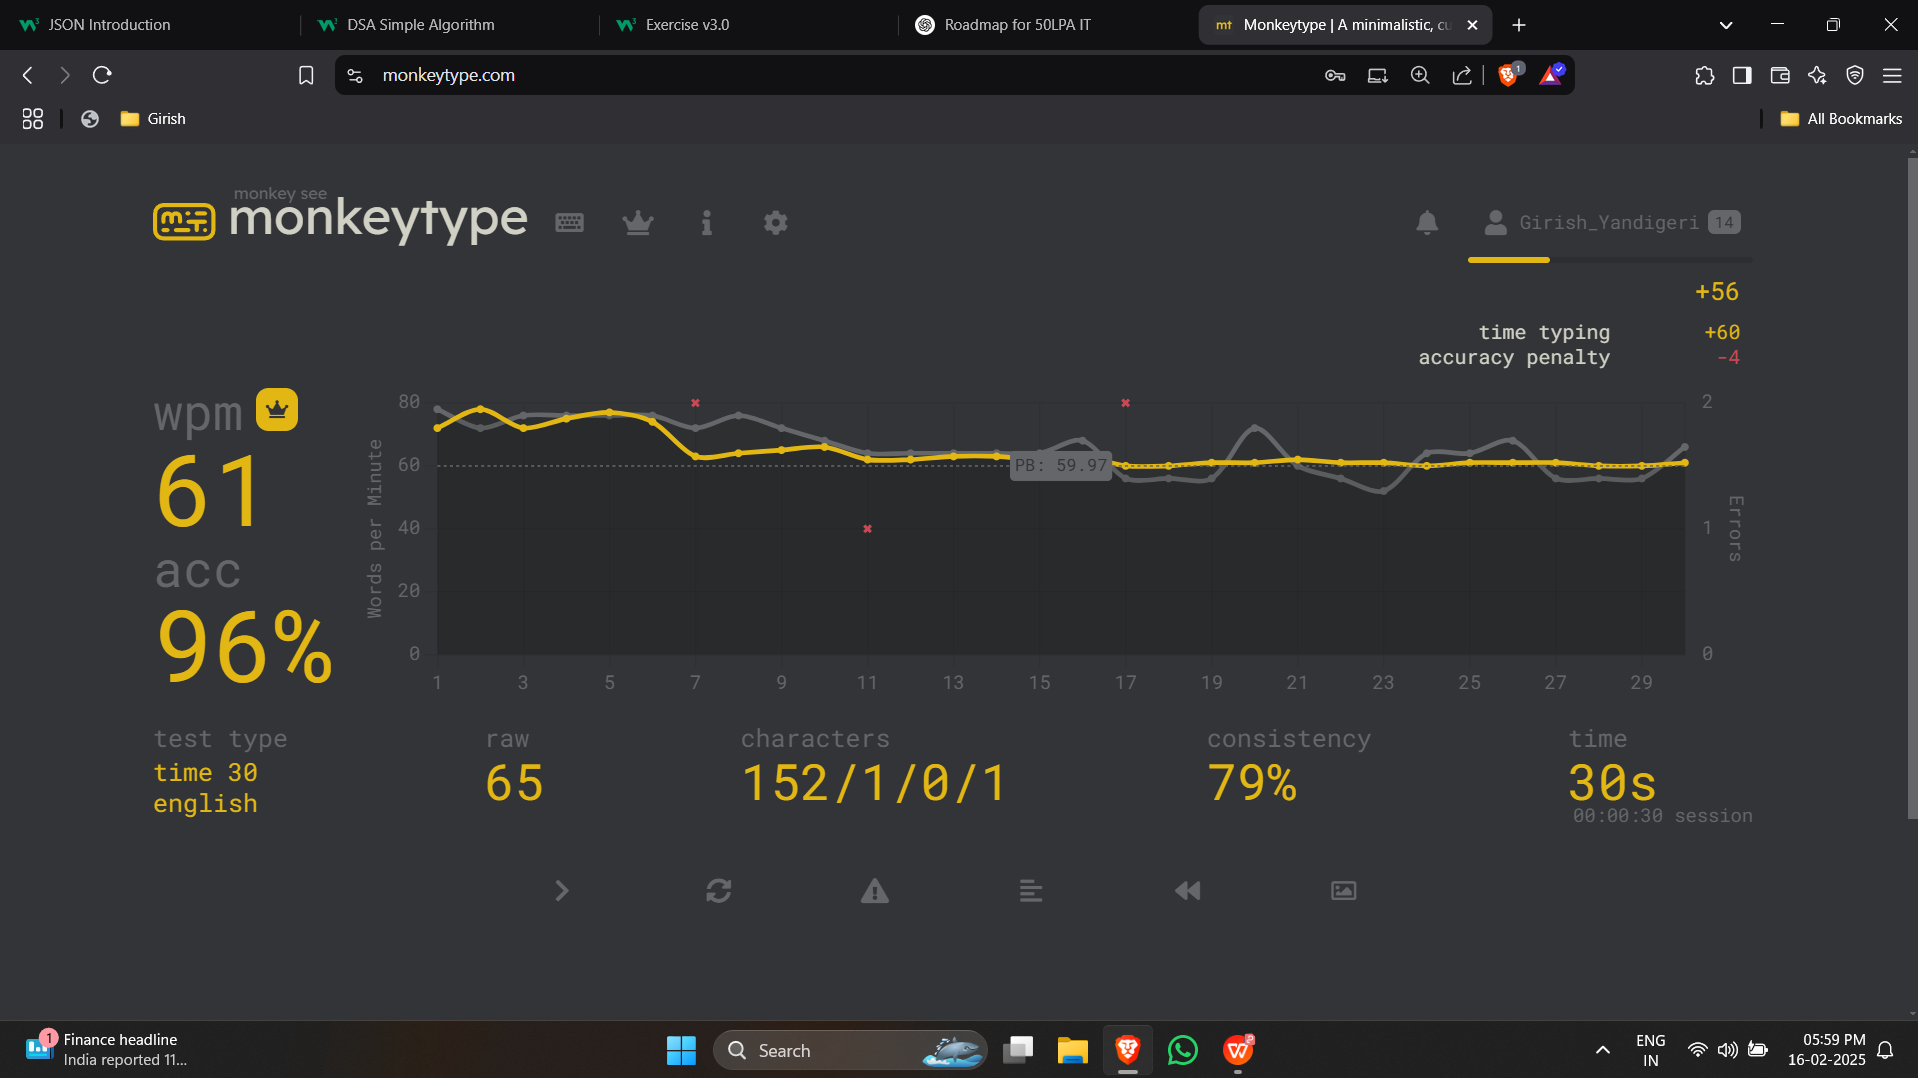 JSON Introduction
DSA Simple Algorithm
Exercise v3.0
Roadmap for 50LPA IT
mt Monkeytype | A minimalistic, cu
monkeytype.com
1
Girish
All Bookmarks
monkey see
monkeytype
Girish_Yandigeri 14
+56
time typing +60
accuracy penalty -4
wpm
61
acc
96%
Words per Minute
80
60
40
20
0
PB: 59.97
2
1
0
Errors
1 3 5 7 9 11 13 15 17 19 21 23 25 27 29
test type
time 30
english
raw
65
characters
152/1/0/1
consistency
79%
time
30s
00:00:30 session
1
Finance headline
India reported 11...
Search
ENG
IN
05:59 PM
16-02-2025